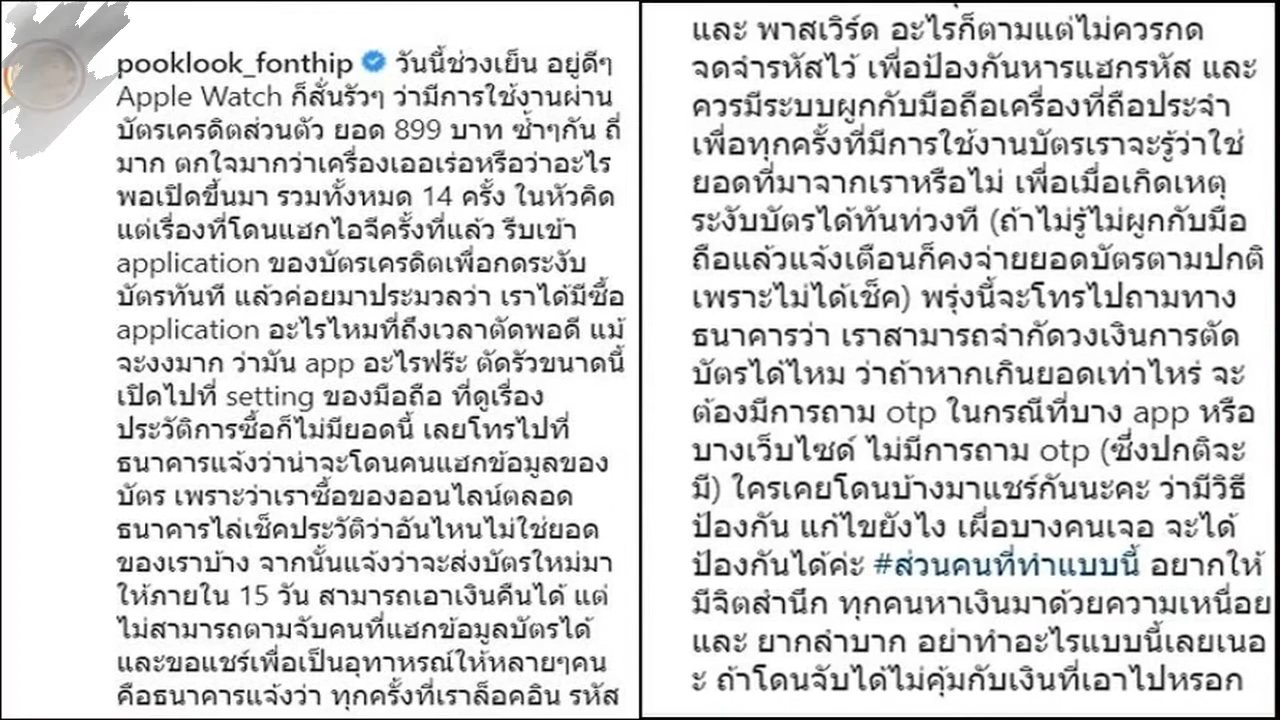 pooklook_fonthip วันนี้ช่วงเย็น อยู่ดีๆ
Apple Watch ก็สั่นรัวๆ ว่ามีการใช้งานผ่าน
บัตรเครดิตส่วนตัว ยอด 899 บาท ซ้ำๆกัน ถี่
มาก ตกใจมากว่าเครื่องเออเร่อหรือว่าอะไร
พอเปิดขึ้นมา รวมทั้งหมด 14 ครั้ง ในหัวคิด
แต่เรื่องที่โดนแฮกไอจีครั้งที่แล้ว รีบเข้า
application ของบัตรเครดิตเพื่อกดระงับ
บัตรทันที แล้วค่อยมาประมวลว่า เราได้มีซื้อ
application อะไรไหมที่ถึงเวลาตัดพอดี แม้
จะงงมาก ว่ามัน app อะไรฟร๊ะ ตัดรัวขนาดนี้
เปิดไปที่ setting ของมือถือ ที่ดูเรื่อง
ประวัติการซื้อก็ไม่มียอดนี้ เลยโทรไปที่
ธนาคารแจ้งว่าน่าจะโดนคนแฮกข้อมูลของ
บัตร เพราะว่าเราซื้อของออนไลน์ตลอด
ธนาคารไล่เช็คประวัติว่าอันไหนไม่ใช่ยอด
ของเราบ้าง จากนั้นแจ้งว่าจะส่งบัตรใหม่มา
ให้ภายใน 15 วัน สามารถเอาเงินคืนได้ แต่
ไม่สามารถตามจับคนที่แฮกข้อมูลบัตรได้
และขอแชร์เพื่อเป็นอุทาหรณ์ให้หลายๆคน
คือธนาคารแจ้งว่า ทุกครั้งที่เราล็อคอิน รหัส
และ พาสเวิร์ด อะไรก็ตามแต่ไม่ควรกด
จดจำรหัสไว้ เพื่อป้องกันหารแฮกรหัส และ
ควรมีระบบผูกกับมือถือเครื่องที่ถือประจำ
เพื่อทุกครั้งที่มีการใช้งานบัตรเราจะรู้ว่าใช่
ยอดที่มาจากเราหรือไม่ เพื่อเมื่อเกิดเหตุ
ระงับบัตรได้ทันท่วงที (ถ้าไม่รู้ไม่ผูกกับมือ
ถือแล้วแจ้งเตือนก็คงจ่ายยอดบัตรตามปกติ
เพราะไม่ได้เช็ค) พรุ่งนี้จะโทรไปถามทาง
ธนาคารว่า เราสามารถจำกัดวงเงินการตัด
บัตรได้ไหม ว่าถ้าหากเกินยอดเท่าไหร่ จะ
ต้องมีการถาม otp ในกรณีที่บาง app หรือ
บางเว็บไซด์ ไม่มีการถาม otp (ซึ่งปกติจะ
มี) ใครเคยโดนบ้างมาแชร์กันนะคะ ว่ามีวิธี
ป้องกัน แก้ไขยังไง เผื่อบางคนเจอ จะได้
ป้องกันได้ค่ะ #ส่วนคนที่ทำแบบนี้ อยากให้
มีจิตสำนึก ทุกคนหาเงินมาด้วยความเหนื่อย
และ ยากลำบาก อย่าทำอะไรแบบนี้เลยเนอ
ะ ถ้าโดนจับได้ไม่คุ้มกับเงินที่เอาไปหรอก